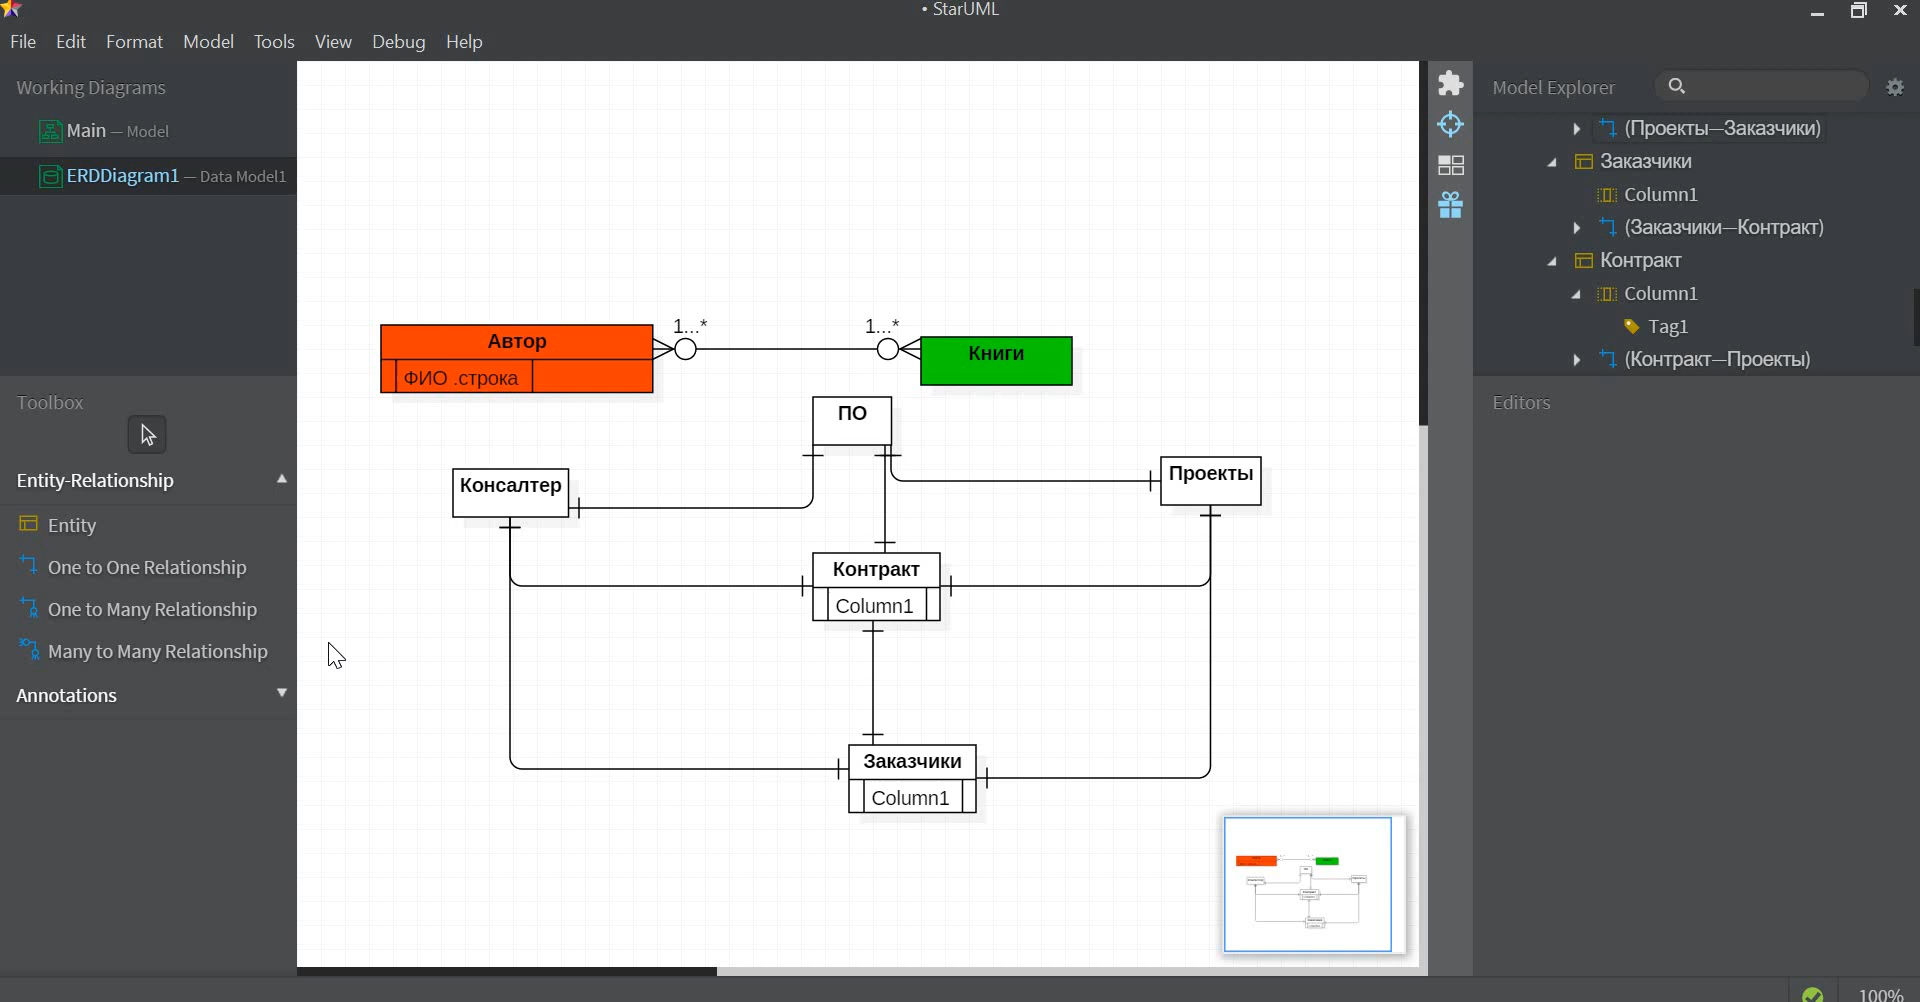 • StarUML
File Edit Format Model Tools View Debug Help
Working Diagrams
Main — Model
ERDDiagram1 — Data Model1
Toolbox
Entity-Relationship
Entity
One to One Relationship
One to Many Relationship
Many to Many Relationship
Annotations
1...*
1...*
Автор
ФИО .строка
Книги
ПО
Консалтер
Проекты
Контракт
Column1
Заказчики
Column1
Model Explorer
(Проекты—Заказчики)
Заказчики
Column1
(Заказчики—Контракт)
Контракт
Column1
Tag1
(Контракт—Проекты)
Editors
100%